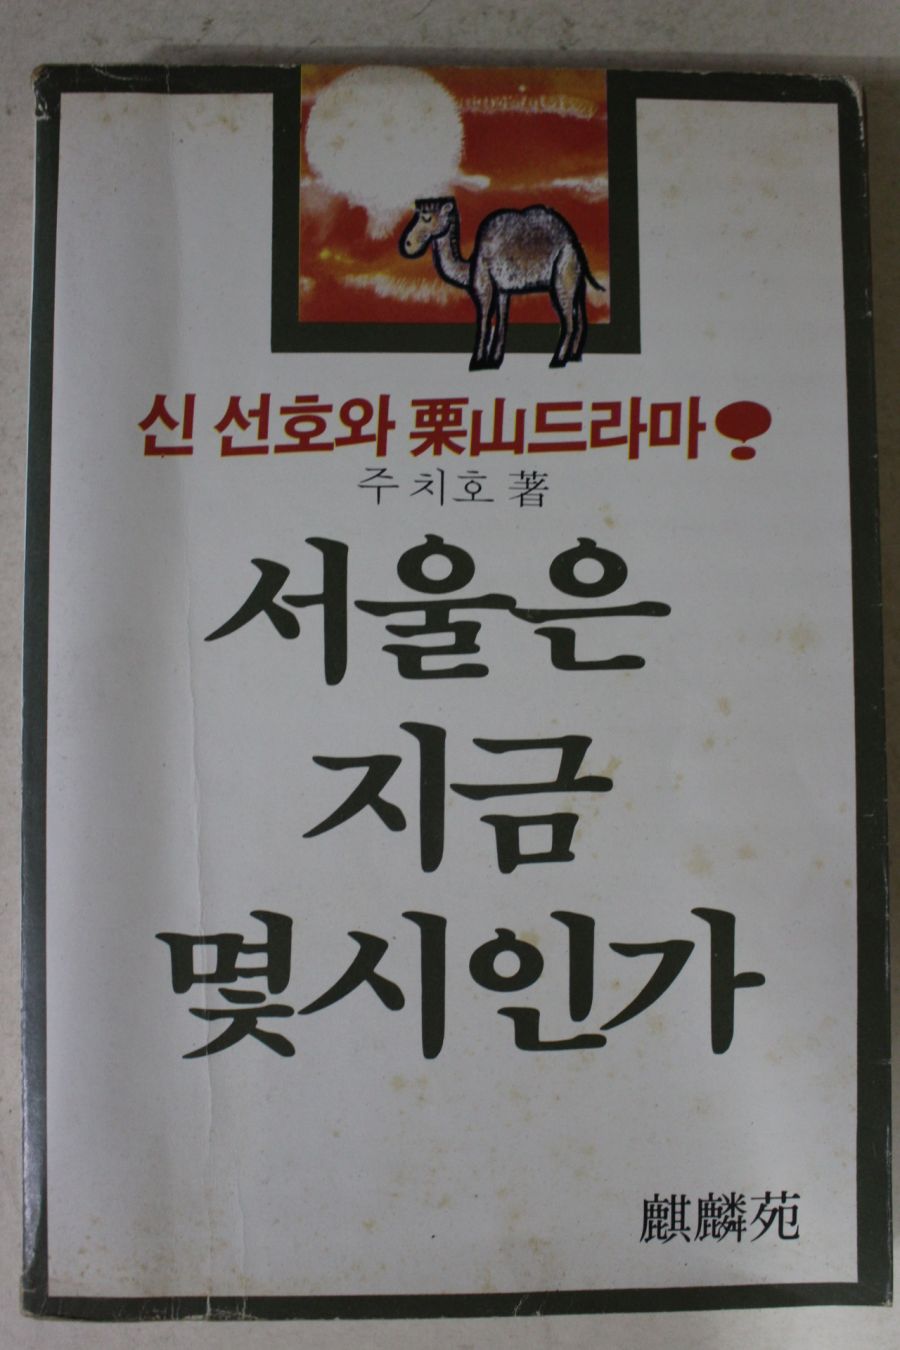 신 선호와 栗山드라마!
주치호 著
서울은
지금
몇시인가
麒麟苑